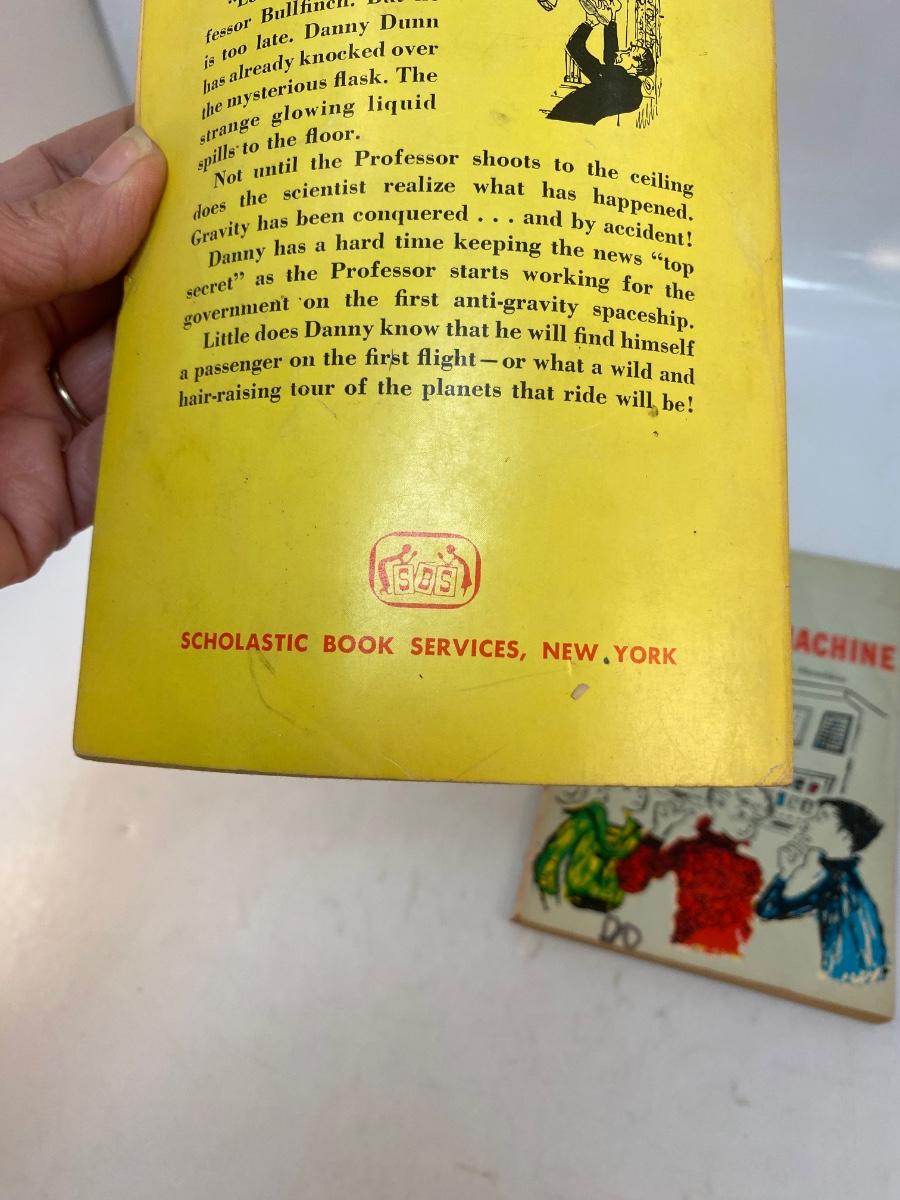 fessor Bullfinch. But he
is too late. Danny Dunn
has already knocked over
the mysterious flask. The
strange glowing liquid
spills to the floor.
Not until the Professor shoots to the ceiling
does the scientist realize what has happened.
Gravity has been conquered . . . and by accident!
Danny has a hard time keeping the news “top
secret” as the Professor starts working for the
government on the first anti-gravity spaceship.
Little does Danny know that he will find himself
a passenger on the first flight—or what a wild and
hair-raising tour of the planets that ride will be!
SBS
SCHOLASTIC BOOK SERVICES, NEW YORK
ACHINE
DO